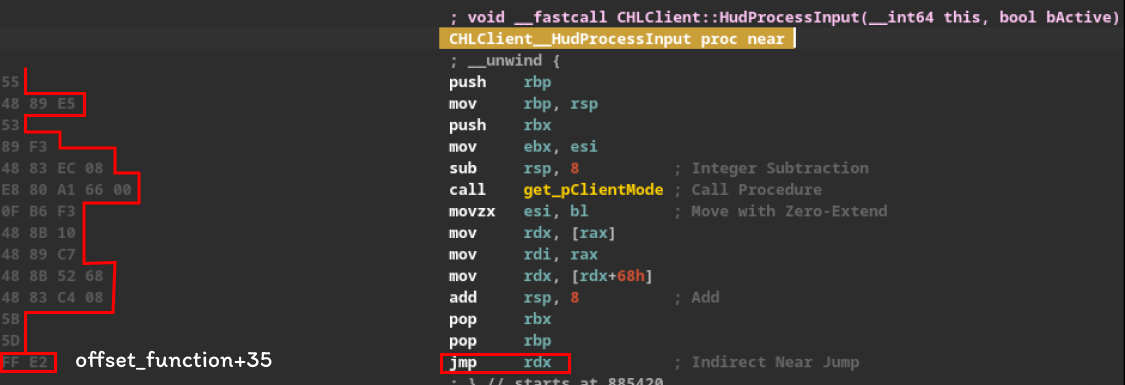 ; void __fastcall CHLClient::HudProcessInput(__int64 this, bool bActive)
CHLClient__HudProcessInput proc near
; __unwind {
55 push rbp
48 89 E5 mov rbp, rsp
53 push rbx
89 F3 mov ebx, esi
48 83 EC 08 sub rsp, 8 ; Integer Subtraction
E8 80 A1 66 00 call get_pClientMode ; Call Procedure
0F B6 F3 movzx esi, bl ; Move with Zero-Extend
48 8B 10 mov rdx, [rax]
48 89 C7 mov rdi, rax
48 8B 52 68 mov rdx, [rdx+68h]
48 83 C4 08 add rsp, 8 ; Add
5B pop rbx
5D pop rbp
FF E2 offset_function+35 jmp rdx ; Indirect Near Jump
; } // starts at 885420